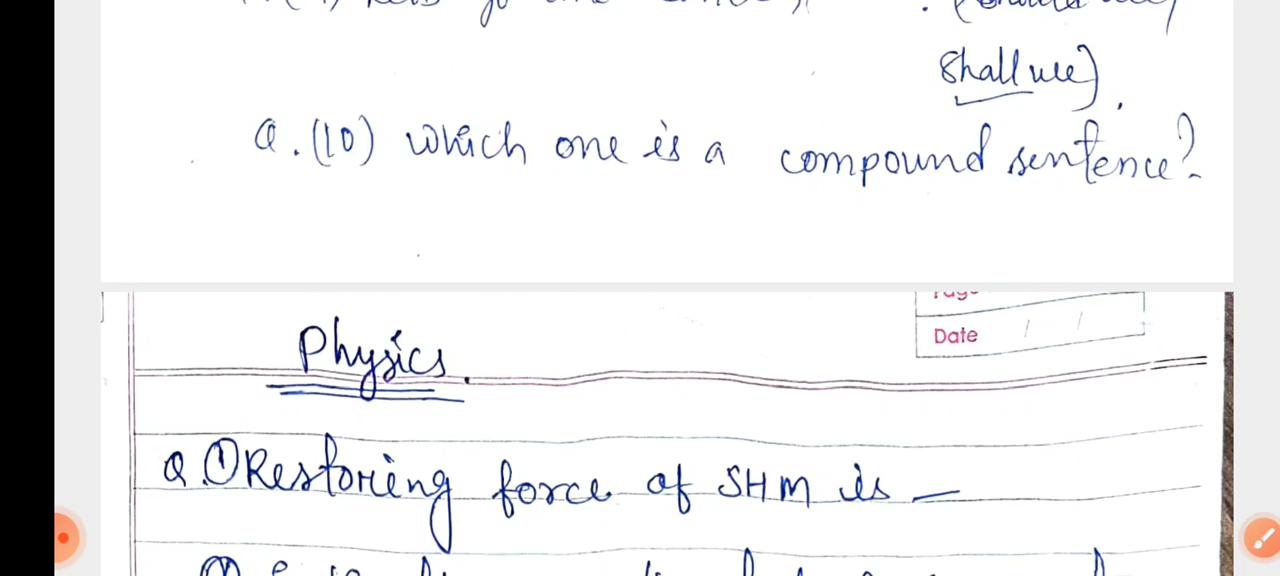 shall we)
Q. (10) which one is a compound sentence?
Date / /
Physics.
Q. ① Restoring force of SHM is —